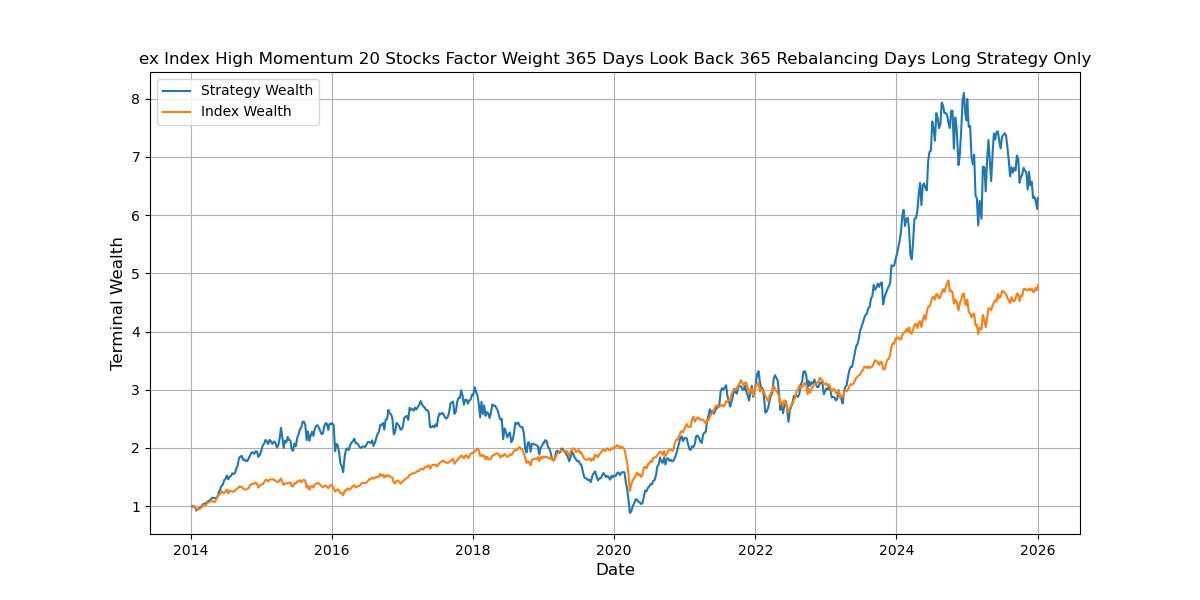 ex Index High Momentum 20 Stocks Factor Weight 365 Days Look Back 365 Rebalancing Days Long Strategy Only
Strategy Wealth
Index Wealth
Terminal Wealth
8
7
6
5
4
3
2
1
2014 2016 2018 2020 2022 2024 2026
Date